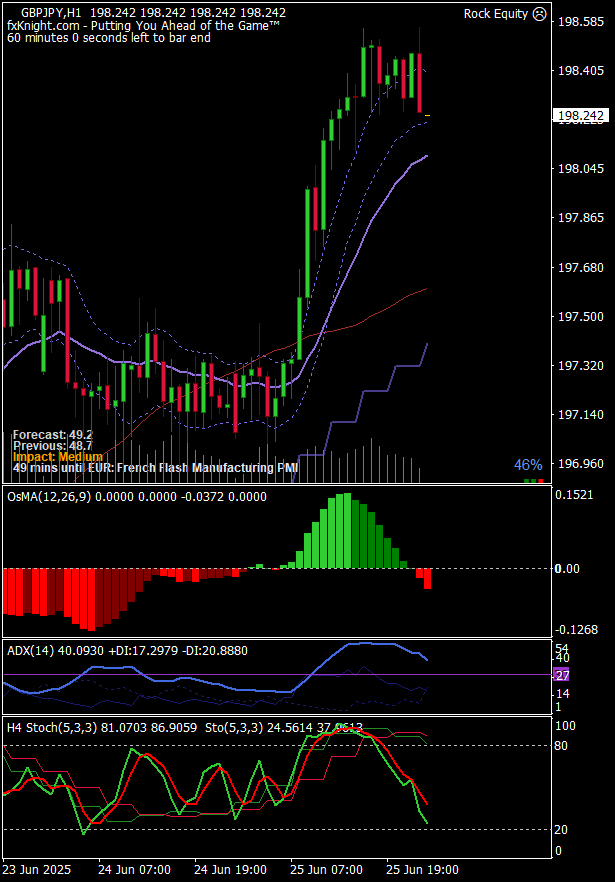 GBPJPY,H1 198.242 198.242 198.242 198.242
Rock Equity ☹
fxKnight.com - Putting You Ahead of the Game™
60 minutes 0 seconds left to bar end
198.585
198.405
198.242
198.045
197.865
197.680
197.500
197.320
197.140
196.960
Forecast: 49.2
Previous: 48.7
Impact: Medium
49 mins until EUR: French Flash Manufacturing PMI
46%
OsMA(12,26,9) 0.0000 0.0000 -0.0372 0.0000
0.1521
0.00
-0.1268
ADX(14) 40.0930 +DI:17.2979 -DI:20.8880
54
40
27
14
1
H4 Stoch(5,3,3) 81.0703 86.9059 Sto(5,3,3) 24.5614
100
80
20
0
23 Jun 2025
24 Jun 07:00
24 Jun 19:00
25 Jun 07:00
25 Jun 19:00